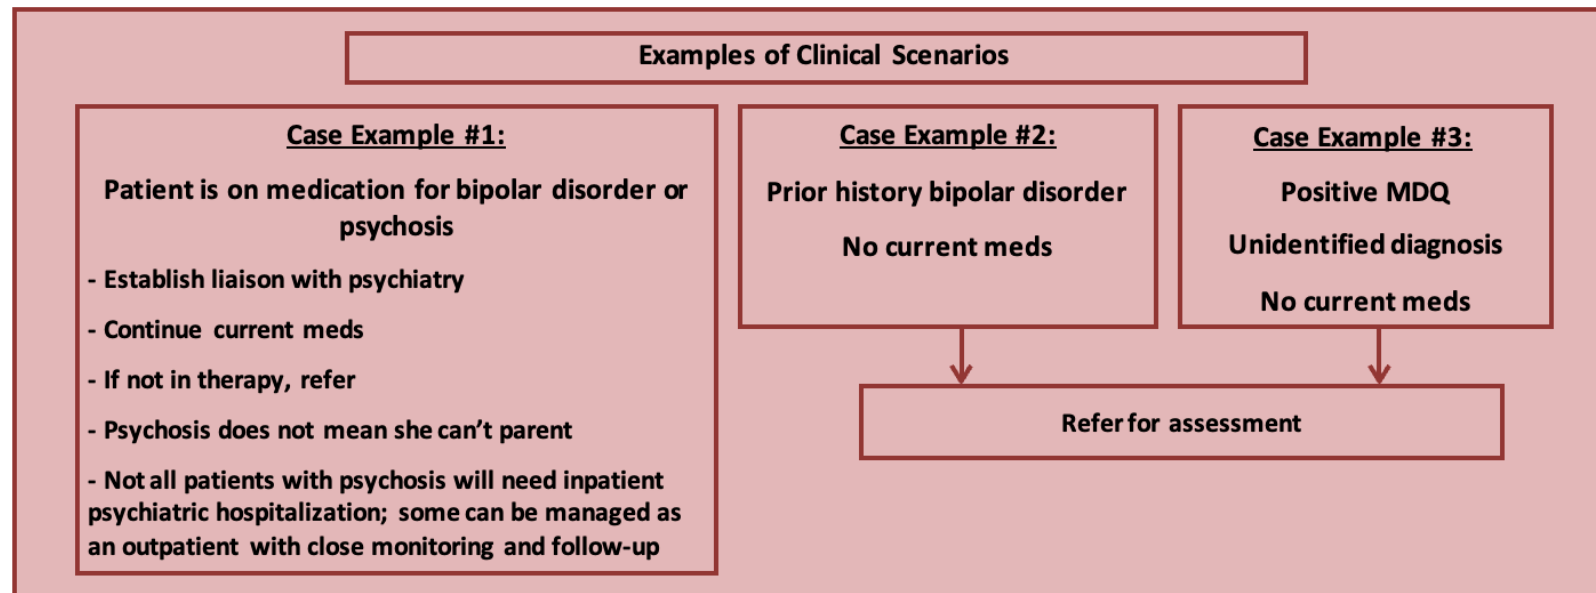 Examples of Clinical Scenarios
Case Example #1:
Patient is on medication for bipolar disorder or
psychosis
- Establish liaison with psychiatry
- Continue current meds
- If not in therapy, refer
- Psychosis does not mean she can’t parent
- Not all patients with psychosis will need inpatient
psychiatric hospitalization; some can be managed as
an outpatient with close monitoring and follow-up
Case Example #2:
Prior history bipolar disorder
No current meds
Case Example #3:
Positive MDQ
Unidentified diagnosis
No current meds
Refer for assessment